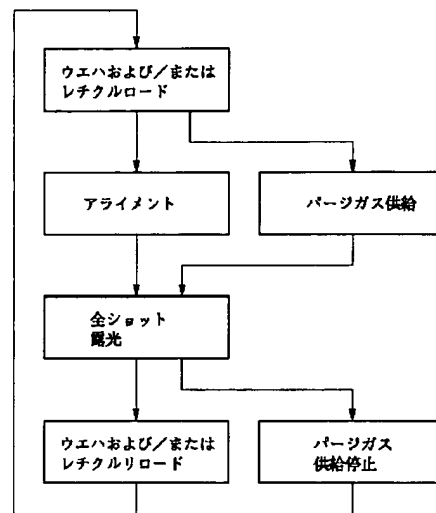 ウエハおよび/または
レチクルロード
アライメント
パージガス供給
全ショット
露光
ウエハおよび/または
レチクルリロード
パージガス
供給停止